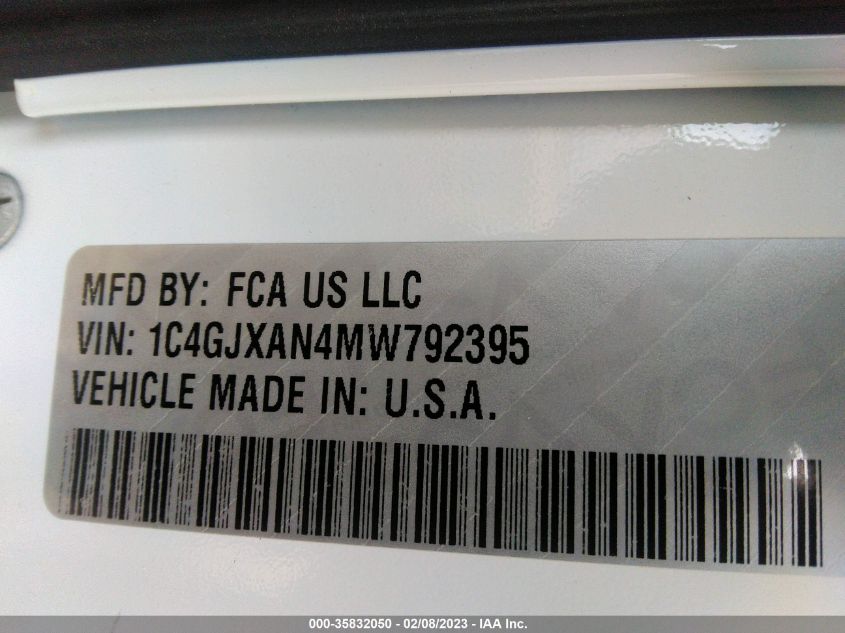 MFD BY: FCA US LLC
VIN: 1C4GJXAN4MW792395
VEHICLE MADE IN: U.S.A.
000-35832050 - 02/08/2023 - IAA Inc.